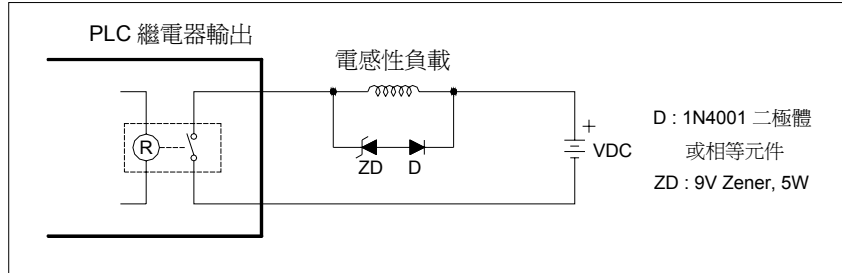 PLC 繼電器輸出
電感性負載
R
ZD D
+
VDC
D : 1N4001 二極體
或相等元件
ZD : 9V Zener, 5W